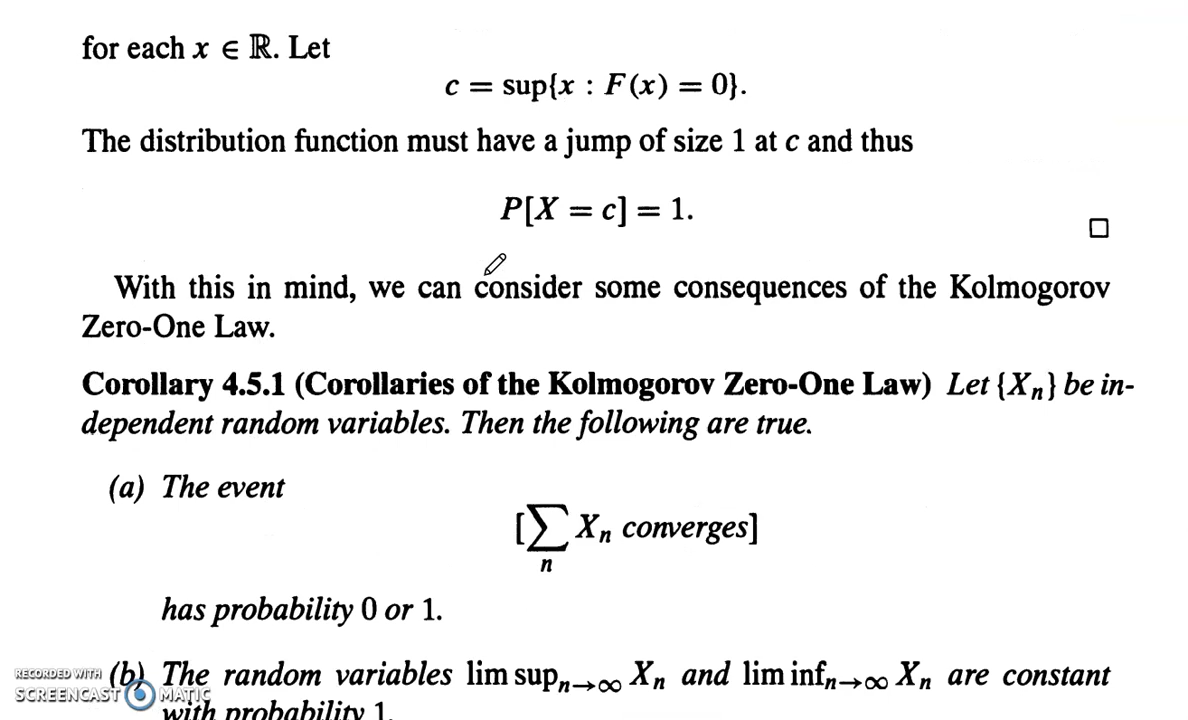 for each x ∈ ℝ. Let
c = sup{x : F(x) = 0}.
The distribution function must have a jump of size 1 at c and thus
P[X = c] = 1.
□
With this in mind, we can consider some consequences of the Kolmogorov
Zero-One Law.
Corollary 4.5.1 (Corollaries of the Kolmogorov Zero-One Law) Let {Xₙ} be in-
dependent random variables. Then the following are true.
(a) The event
[∑ Xₙ converges]
n
has probability 0 or 1.
(b) The random variables lim supₙ→∞ Xₙ and lim infₙ→∞ Xₙ are constant
with probability 1.
RECORDED WITH
SCREENCAST MATIC